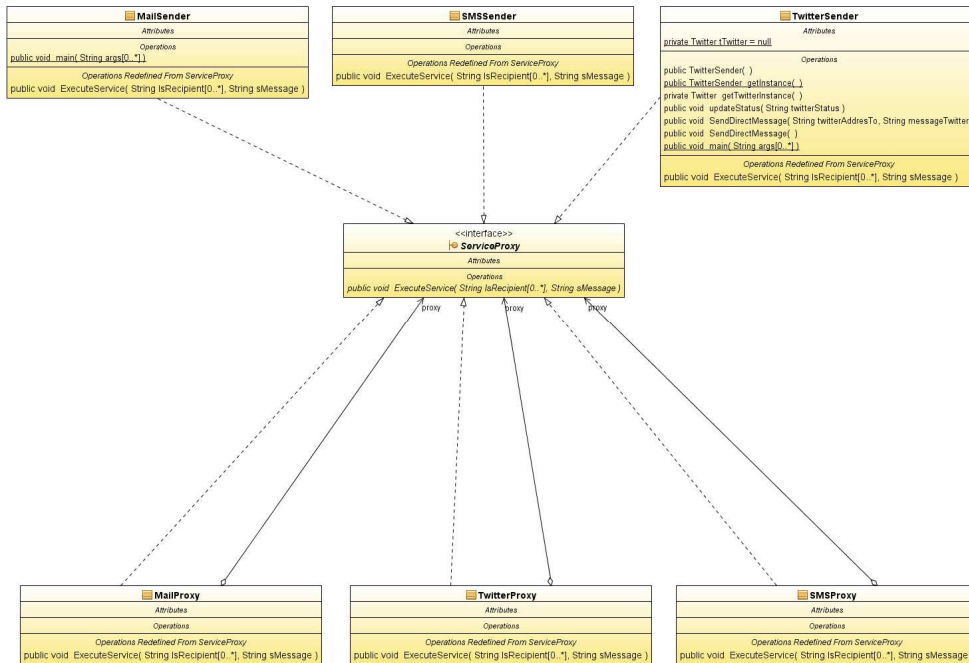 MailSender
Attributes
Operations
public void main( String args[0..*] )
Operations Redefined From ServiceProxy
public void ExecuteService( String lsRecipient[0..*], String sMessage )
SMSSender
Attributes
Operations
Operations Redefined From ServiceProxy
public void ExecuteService( String lsRecipient[0..*], String sMessage )
TwitterSender
Attributes
private Twitter tTwitter = null
Operations
public TwitterSender( )
public TwitterSender getInstance( )
private Twitter getTwitterInstance( )
public void updateStatus( String twitterStatus )
public void SendDirectMessage( String twitterAddresTo, String messageTwitter
public void SendDirectMessage( )
public void main( String args[0..*] )
Operations Redefined From ServiceProxy
public void ExecuteService( String lsRecipient[0..*], String sMessage )
<<interface>>
ServiceProxy
Attributes
Operations
public void ExecuteService( String lsRecipient[0..*], String sMessage )
proxy
proxy
proxy
MailProxy
Attributes
Operations
Operations Redefined From ServiceProxy
public void ExecuteService( String lsRecipient[0..*], String sMessage )
TwitterProxy
Attributes
Operations
Operations Redefined From ServiceProxy
public void ExecuteService( String lsRecipient[0..*], String sMessage )
SMSProxy
Attributes
Operations
Operations Redefined From ServiceProxy
public void ExecuteService( String lsRecipient[0..*], String sMessage